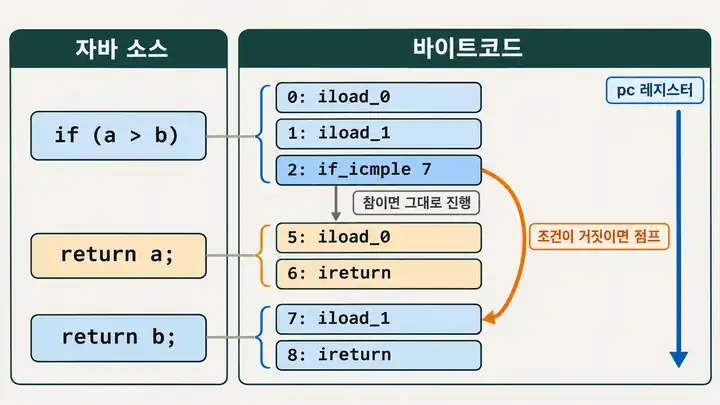 자바 소스
if (a > b)
return a;
return b;
바이트코드
0: iload_0
1: iload_1
2: if_icmple 7
참이면 그대로 진행
5: iload_0
6: ireturn
7: iload_1
8: ireturn
조건이 거짓이면 점프
pc 레지스터